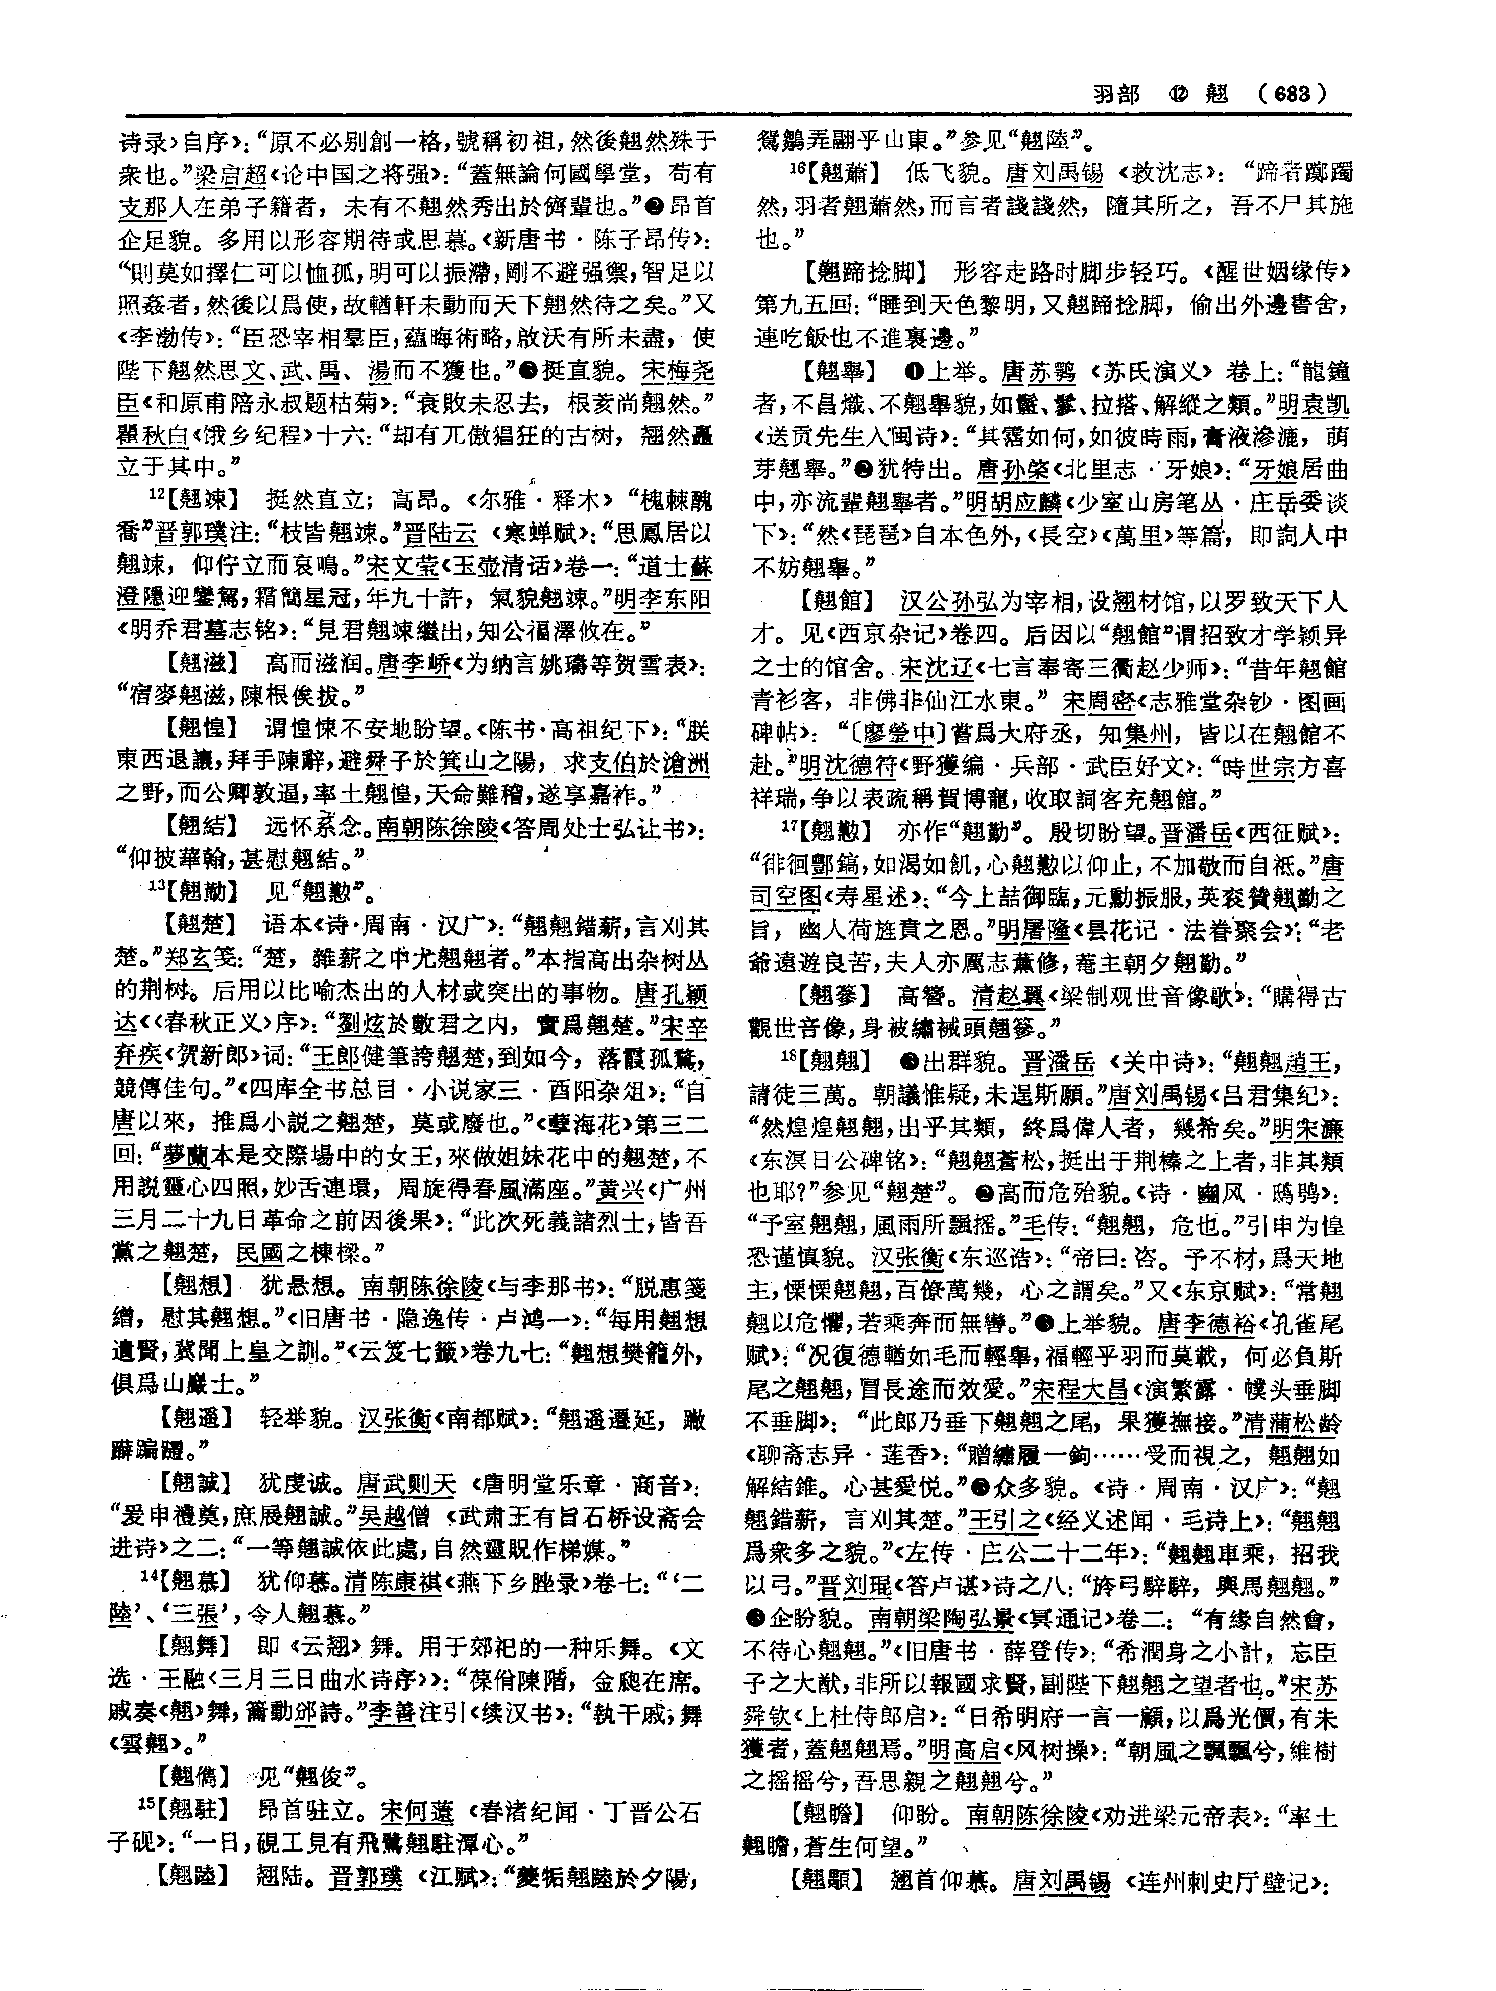 羽部 ⑫ 翘 （683）
诗录〉自序》：“原不必别創一格，號稱初祖，然後翹然殊于
衆也。”梁启超《论中国之将强》：“蓋無論何國學堂，苟有
支那人在弟子籍者，未有不翹然秀出於儕輩也。”❷昂首
企足貌。多用以形容期待或思慕。《新唐书·陈子昂传》：
“則莫如擇仁可以恤孤，明可以振滯，剛不避强禦，智足以
照姦者，然後以爲使，故輶軒未動而天下翹然待之矣。”又
《李渤传》：“臣恐宰相羣臣，蕴晦術略，啟沃有所未盡，使
陛下翹然思文、武、禹、湯而不獲也。”❸挺直貌。宋梅尧
臣《和原甫陪永叔题枯菊》：“衰敗未忍去，根荄尚翹然。”
瞿秋白《饿乡纪程》十六：“却有兀傲猖狂的古树，翘然矗
立于其中。”
12【翹竦】 挺然直立；高昂。《尔雅·释木》“槐棘醜
喬”晋郭璞注：“枝皆翹竦。”晋陆云《寒蝉赋》：“思鳳居以
翹竦，仰佇立而哀鳴。”宋文莹《玉壶清话》卷一：“道士蘇
澄隱迎鑾駕，霜簡星冠，年九十許，氣貌翹竦。”明李东阳
《明乔君墓志铭》：“見君翹竦繼出，知公福澤攸在。”
【翹滋】 高而滋润。唐李峤《为纳言姚璹等贺雪表》：
“宿麥翹滋，陳根俟拔。”
【翹惶】 谓惶悚不安地盼望。《陈书·高祖纪下》：“朕
東西退讓，拜手陳辭，避舜子於箕山之陽，求支伯於滄洲
之野，而公卿敦逼，率土翹惶，天命難稽，遂享嘉祚。”
【翹結】 远怀系念。南朝陈徐陵《答周处士弘让书》：
“仰披華翰，甚慰翹結。”
13【翹勤】 见“翹懃”。
【翹楚】 语本《诗·周南·汉广》：“翹翹錯薪，言刈其
楚。”郑玄笺：“楚，雜薪之中尤翹翹者。”本指高出杂树丛
的荆树。后用以比喻杰出的人材或突出的事物。唐孔颖
达《〈春秋正义〉序》：“劉炫於數君之内，實爲翹楚。”宋辛
弃疾《贺新郎》词：“王郎健筆誇翹楚，到如今，落霞孤鶩，
競傳佳句。”《四库全书总目·小说家三·酉阳杂俎》：“自
唐以來，推爲小説之翹楚，莫或廢也。”《孽海花》第三二
回：“夢蘭本是交際場中的女王，來做姐妹花中的翹楚，不
用説靈心四照，妙舌連環，周旋得春風滿座。”黄兴《广州
三月二十九日革命之前因後果》：“此次死義諸烈士，皆吾
黨之翹楚，民國之棟樑。”
【翹想】 犹悬想。南朝陈徐陵《与李那书》：“脱惠箋
繒，慰其翹想。”《旧唐书·隐逸传·卢鸿一》：“每用翹想
遺賢，冀聞上皇之訓。”《云笈七籤》卷九七：“翹想樊籠外，
俱爲山巖士。”
【翹遥】 轻举貌。汉张衡《南都赋》：“翹遥遷延，蹾
躃蹁躚。”
【翹誠】 犹虔诚。唐武则天《唐明堂乐章·商音》：
“爰申禮奠，庶展翹誠。”吴越僧《武肃王有旨石桥设斋会
进诗》之二：“一等翹誠依此處，自然靈貺作梯媒。”
14【翹慕】 犹仰慕。清陈康祺《燕下乡脞录》卷七：“‘二
陸’、‘三張’，令人翹慕。”
【翹舞】 即《云翘》舞。用于郊祀的一种乐舞。《文
选·王融〈三月三日曲水诗序〉》：“葆佾陳階，金瓟在席。
戚奏《翹》舞，籥動邠詩。”李善注引《续汉书》：“執干戚，舞
《雲翹》。”
【翹儁】 见“翹俊”。
15【翹駐】 昂首驻立。宋何薳《春渚纪闻·丁晋公石
子砚》：“一日，硯工見有飛鷺翹駐潭心。”
【翹踛】 翘陆。晋郭璞《江赋》：“夔㸸翹踛於夕陽，
鴛鶵弄翮乎山東。”参见“翹陸”。
16【翹蕭】 低飞貌。唐刘禹锡《救沈志》：“蹄者躑躅
然，羽者翹蕭然，而言者諓諓然，隨其所之，吾不尸其施
也。”
【翹蹄捻脚】 形容走路时脚步轻巧。《醒世姻缘传》
第九五回：“睡到天色黎明，又翹蹄捻脚，偷出外邊書舍，
連吃飯也不進裏邊。”
【翹舉】 ❶上举。唐苏鹗《苏氏演义》卷上：“龍鐘
者，不昌熾、不翹舉貌，如鬖、髿、拉搭、解縱之類。”明袁凯
《送贡先生入闽诗》：“其霑如何，如彼時雨，膏液滲漉，萌
芽翹舉。”❷犹特出。唐孙棨《北里志·牙娘》：“牙娘居曲
中，亦流輩翹舉者。”明胡应麟《少室山房笔丛·庄岳委谈
下》：“然《琵琶》自本色外，《長空》《萬里》等篇，即詞人中
不妨翹舉。”
【翹館】 汉公孙弘为宰相，设翘材馆，以罗致天下人
才。见《西京杂记》卷四。后因以“翹館”谓招致才学颖异
之士的馆舍。宋沈辽《七言奉寄三衢赵少师》：“昔年翹館
青衫客，非佛非仙江水東。”宋周密《志雅堂杂钞·图画
碑帖》：“〔廖瑩中〕嘗爲大府丞，知集州，皆以在翹館不
赴。”明沈德符《野獲编·兵部·武臣好文》：“時世宗方喜
祥瑞，争以表疏稱賀博寵，收取詞客充翹館。”
17【翹懃】 亦作“翹勤”。殷切盼望。晋潘岳《西征赋》：
“徘徊酆鎬，如渴如飢，心翹懃以仰止，不加敬而自祗。”唐
司空图《寿星述》：“今上喆御臨，元勳振服，英衮賛翹勤之
旨，幽人荷旌賁之恩。”明屠隆《昙花记·法眷聚会》：“老
爺遠遊良苦，夫人亦厲志薰修，菴主朝夕翹勤。”
【翹篸】 高簪。清赵翼《梁制观世音像歌》：“購得古
觀世音像，身被繡裓頭翹篸。”
18【翹翹】 ❶出群貌。晋潘岳《关中诗》：“翹翹趙王，
請徒三萬。朝議惟疑，未逞斯願。”唐刘禹锡《吕君集纪》：
“然煌煌翹翹，出乎其類，終爲偉人者，幾希矣。”明宋濂
《东溟日公碑铭》：“翹翹蒼松，挺出于荆榛之上者，非其類
也耶？”参见“翹楚”。❷高而危殆貌。《诗·豳风·鸱鸮》：
“予室翹翹，風雨所飄摇。”毛传：“翹翹，危也。”引申为惶
恐谨慎貌。汉张衡《东巡诰》：“帝曰：咨。予不材，爲天地
主，慄慄翹翹，百僚萬幾，心之謂矣。”又《东京赋》：“常翹
翹以危懼，若乘奔而無轡。”❸上举貌。唐李德裕《孔雀尾
赋》：“况復德輶如毛而輕舉，福輕乎羽而莫載，何必負斯
尾之翹翹，冒長途而效愛。”宋程大昌《演繁露·幞头垂脚
不垂脚》：“此郎乃垂下翹翹之尾，果獲撫接。”清蒲松龄
《聊斋志异·莲香》：“贈繡履一鉤……受而視之，翹翹如
解結錐。心甚愛悦。”❹众多貌。《诗·周南·汉广》：“翹
翹錯薪，言刈其楚。”王引之《经义述闻·毛诗上》：“翹翹
爲衆多之貌。”《左传·庄公二十二年》：“翹翹車乘，招我
以弓。”晋刘琨《答卢谌》诗之八：“旍弓騂騂，輿馬翹翹。”
❺企盼貌。南朝梁陶弘景《冥通记》卷二：“有缘自然會，
不待心翹翹。”《旧唐书·薛登传》：“希潤身之小計，忘臣
子之大猷，非所以報國求賢，副陛下翹翹之望者也。”宋苏
舜钦《上杜侍郎启》：“日希明府一言一顧，以爲光價，有未
獲者，蓋翹翹焉。”明高启《风树操》：“朝風之飄飄兮，維樹
之摇摇兮，吾思親之翹翹兮。”
【翹瞻】 仰盼。南朝陈徐陵《劝进梁元帝表》：“率土
翹瞻，蒼生何望。”
【翹顒】 翘首仰慕。唐刘禹锡《连州刺史厅壁记》：